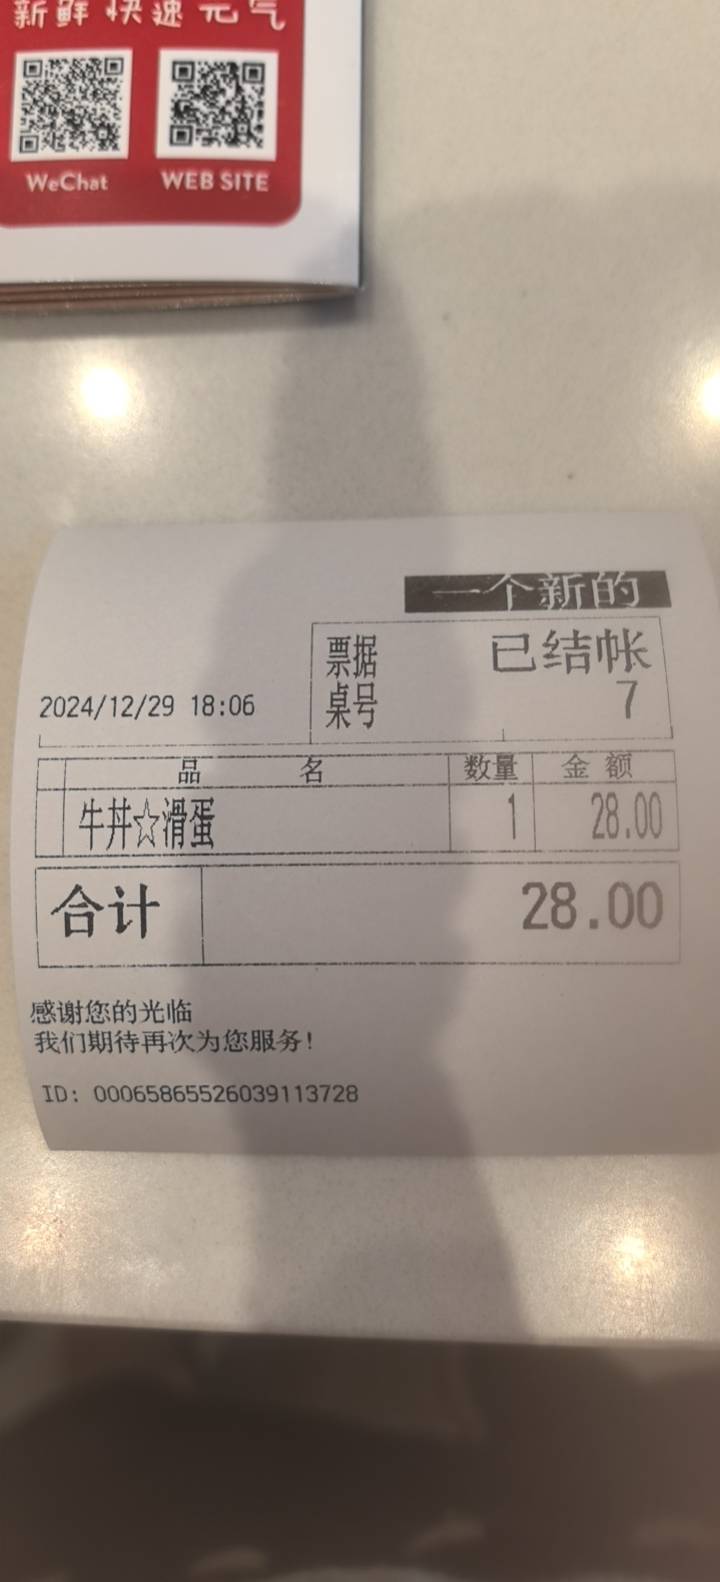 新鲜快速元气
WeChat WEB SITE
一个新的
票据 已结帐
2024/12/29 18:06 桌号 7
品名 数量 金额
牛丼☆滑蛋 1 28.00
合计 28.00
感谢您的光临
我们期待再次为您服务!
ID: 00065865526039113728